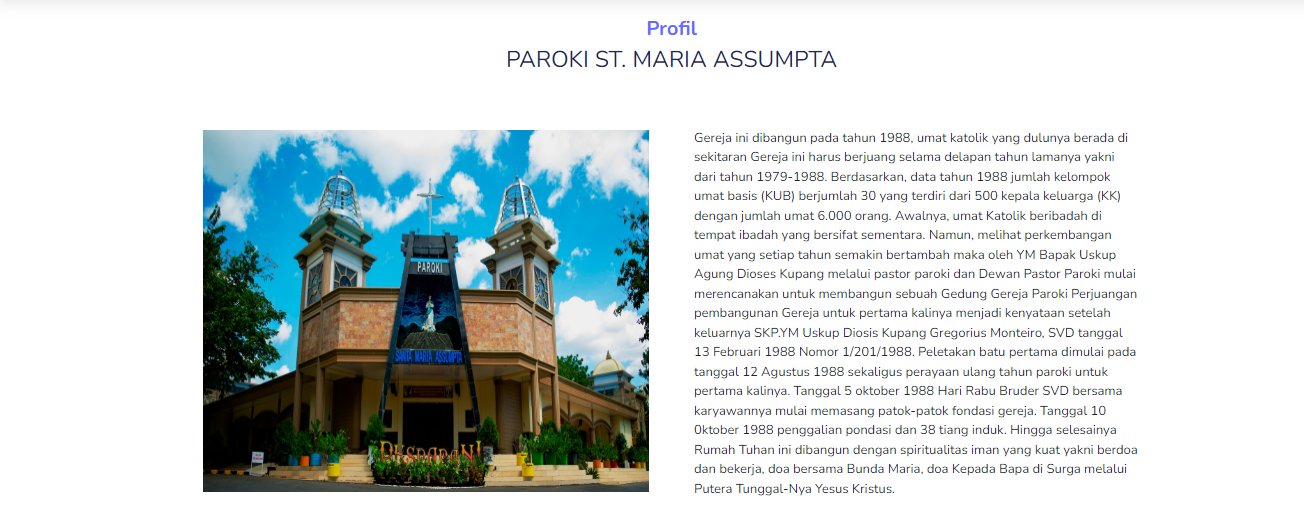 Profil
PAROKI ST. MARIA ASSUMPTA
PAROKI
SANTA MARIA ASSUMPTA
PESPARANI
Gereja ini dibangun pada tahun 1988, umat katolik yang dulunya berada di
sekitaran Gereja ini harus berjuang selama delapan tahun lamanya yakni
dari tahun 1979-1988. Berdasarkan, data tahun 1988 jumlah kelompok
umat basis (KUB) berjumlah 30 yang terdiri dari 500 kepala keluarga (KK)
dengan jumlah umat 6.000 orang. Awalnya, umat Katolik beribadah di
tempat ibadah yang bersifat sementara. Namun, melihat perkembangan
umat yang setiap tahun semakin bertambah maka oleh YM Bapak Uskup
Agung Dioses Kupang melalui pastor paroki dan Dewan Pastor Paroki mulai
merencanakan untuk membangun sebuah Gedung Gereja Paroki Perjuangan
pembangunan Gereja untuk pertama kalinya menjadi kenyataan setelah
keluarnya SKP.YM Uskup Diosis Kupang Gregorius Monteiro, SVD tanggal
13 Februari 1988 Nomor 1/201/1988. Peletakan batu pertama dimulai pada
tanggal 12 Agustus 1988 sekaligus perayaan ulang tahun paroki untuk
pertama kalinya. Tanggal 5 oktober 1988 Hari Rabu Bruder SVD bersama
karyawannya mulai memasang patok-patok fondasi gereja. Tanggal 10
0ktober 1988 penggalian pondasi dan 38 tiang induk. Hingga selesainya
Rumah Tuhan ini dibangun dengan spiritualitas iman yang kuat yakni berdoa
dan bekerja, doa bersama Bunda Maria, doa Kepada Bapa di Surga melalui
Putera Tunggal-Nya Yesus Kristus.